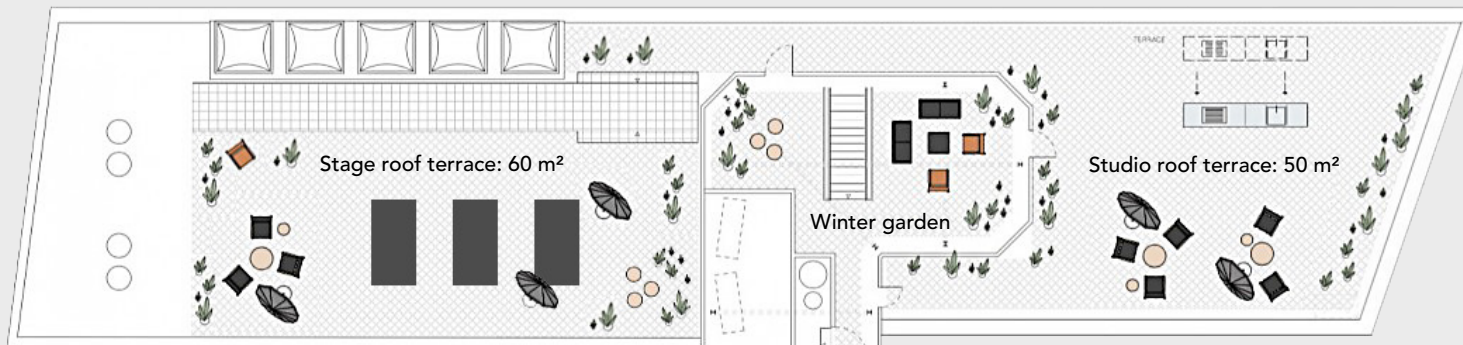 TERRACE
Stage roof terrace: 60 m²
Studio roof terrace: 50 m²
Winter garden